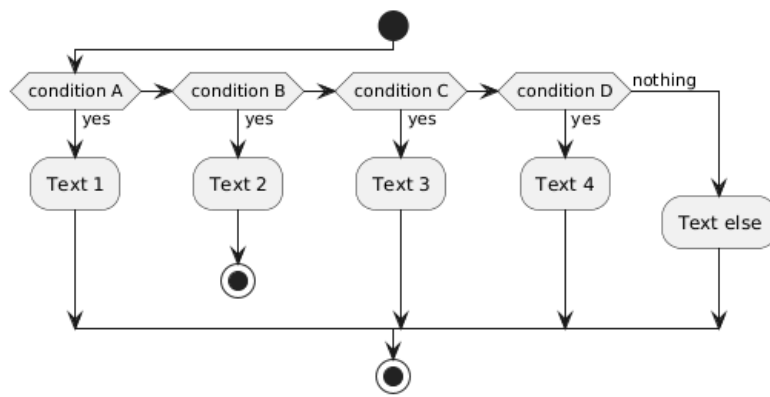 condition A
condition B
condition C
condition D
nothing
yes
yes
yes
yes
Text 1
Text 2
Text 3
Text 4
Text else